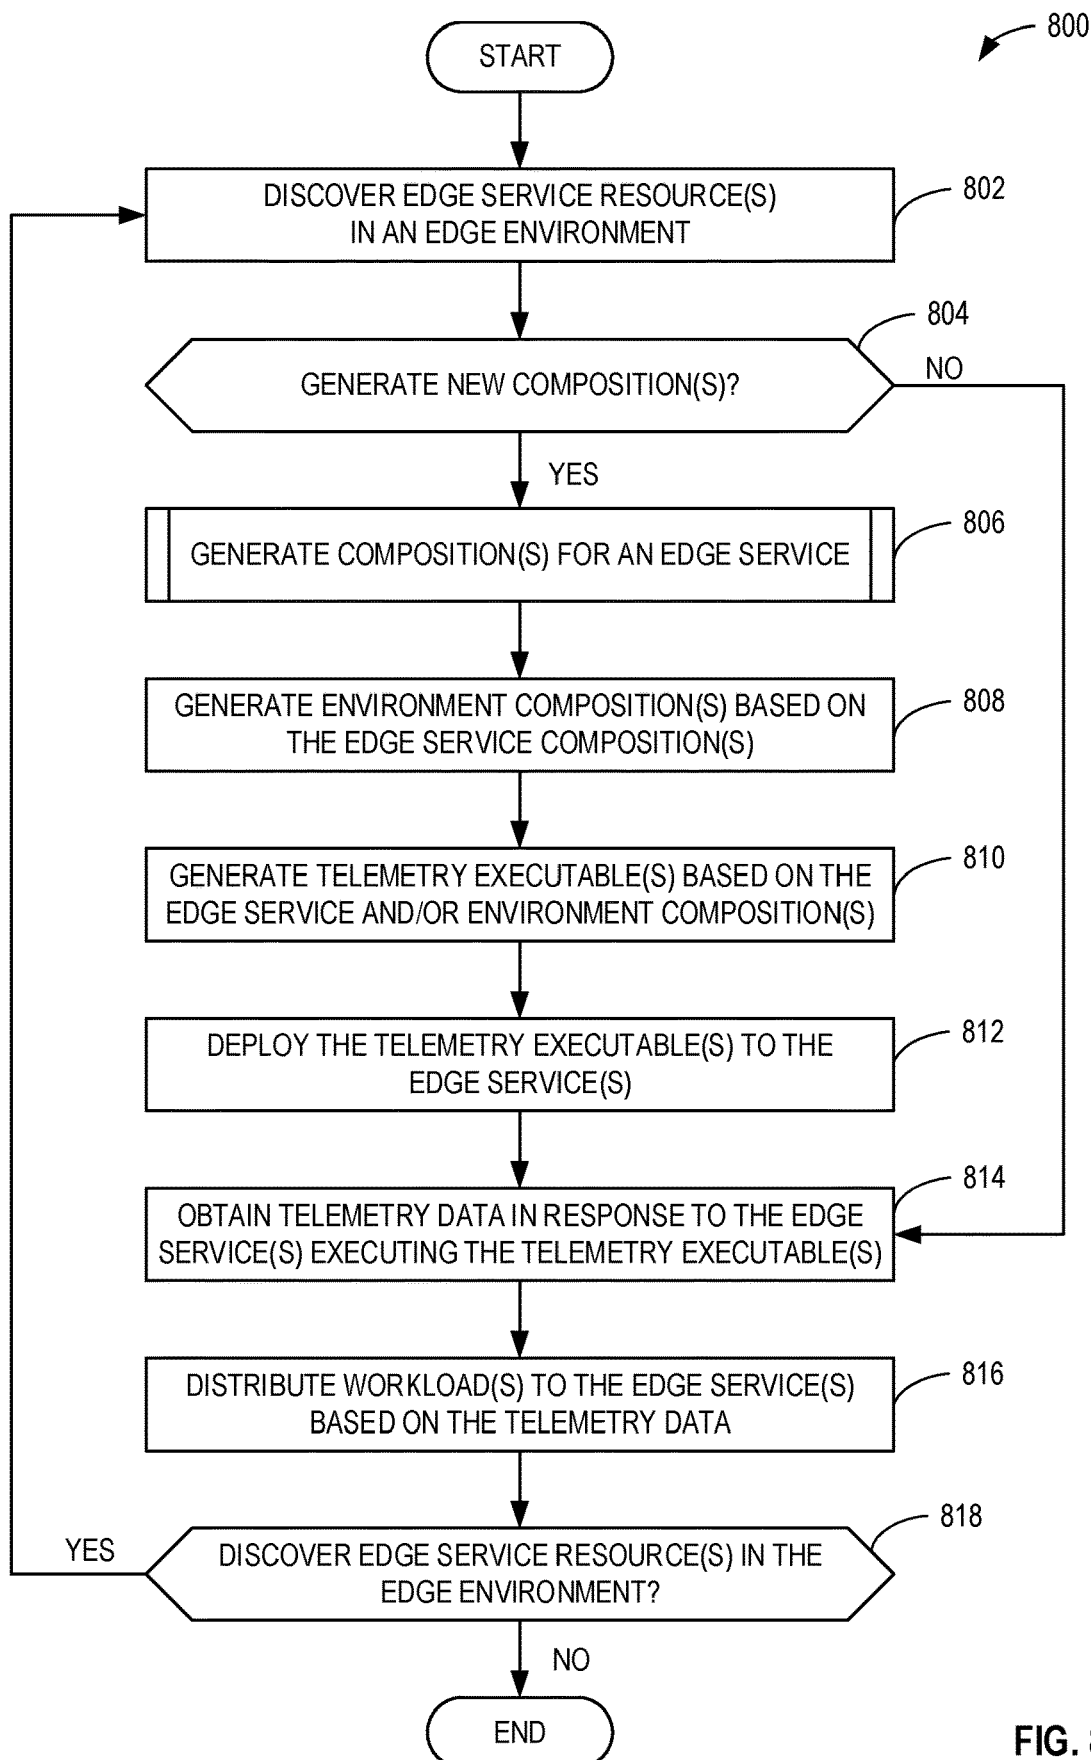 800
START
DISCOVER EDGE SERVICE RESOURCE(S)
IN AN EDGE ENVIRONMENT
802
804
GENERATE NEW COMPOSITION(S)?
NO
YES
806
GENERATE COMPOSITION(S) FOR AN EDGE SERVICE
GENERATE ENVIRONMENT COMPOSITION(S) BASED ON
THE EDGE SERVICE COMPOSITION(S)
808
GENERATE TELEMETRY EXECUTABLE(S) BASED ON THE
EDGE SERVICE AND/OR ENVIRONMENT COMPOSITION(S)
810
DEPLOY THE TELEMETRY EXECUTABLE(S) TO THE
EDGE SERVICE(S)
812
814
OBTAIN TELEMETRY DATA IN RESPONSE TO THE EDGE
SERVICE(S) EXECUTING THE TELEMETRY EXECUTABLE(S)
DISTRIBUTE WORKLOAD(S) TO THE EDGE SERVICE(S)
BASED ON THE TELEMETRY DATA
816
818
YES
DISCOVER EDGE SERVICE RESOURCE(S) IN THE
EDGE ENVIRONMENT?
NO
END
FIG.